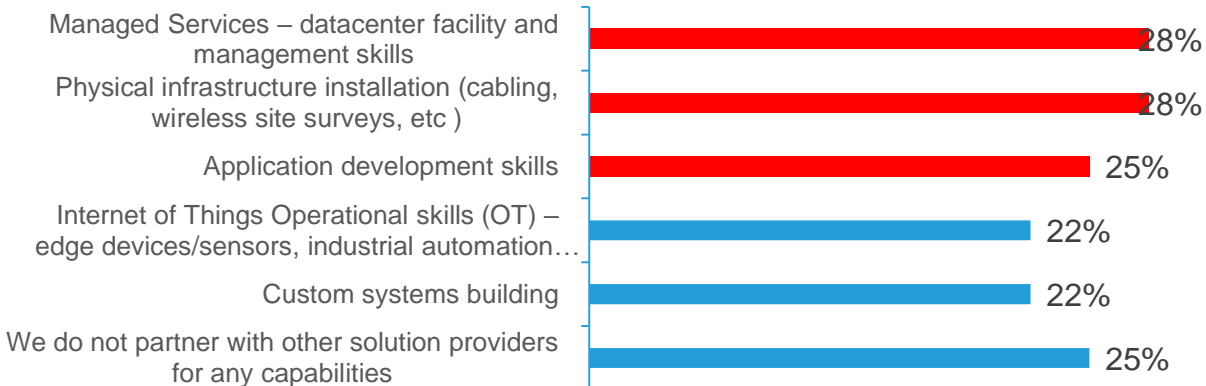 Managed Services – datacenter facility and
management skills
28%
Physical infrastructure installation (cabling,
wireless site surveys, etc )
28%
Application development skills
25%
Internet of Things Operational skills (OT) –
edge devices/sensors, industrial automation…
22%
Custom systems building
22%
We do not partner with other solution providers
for any capabilities
25%